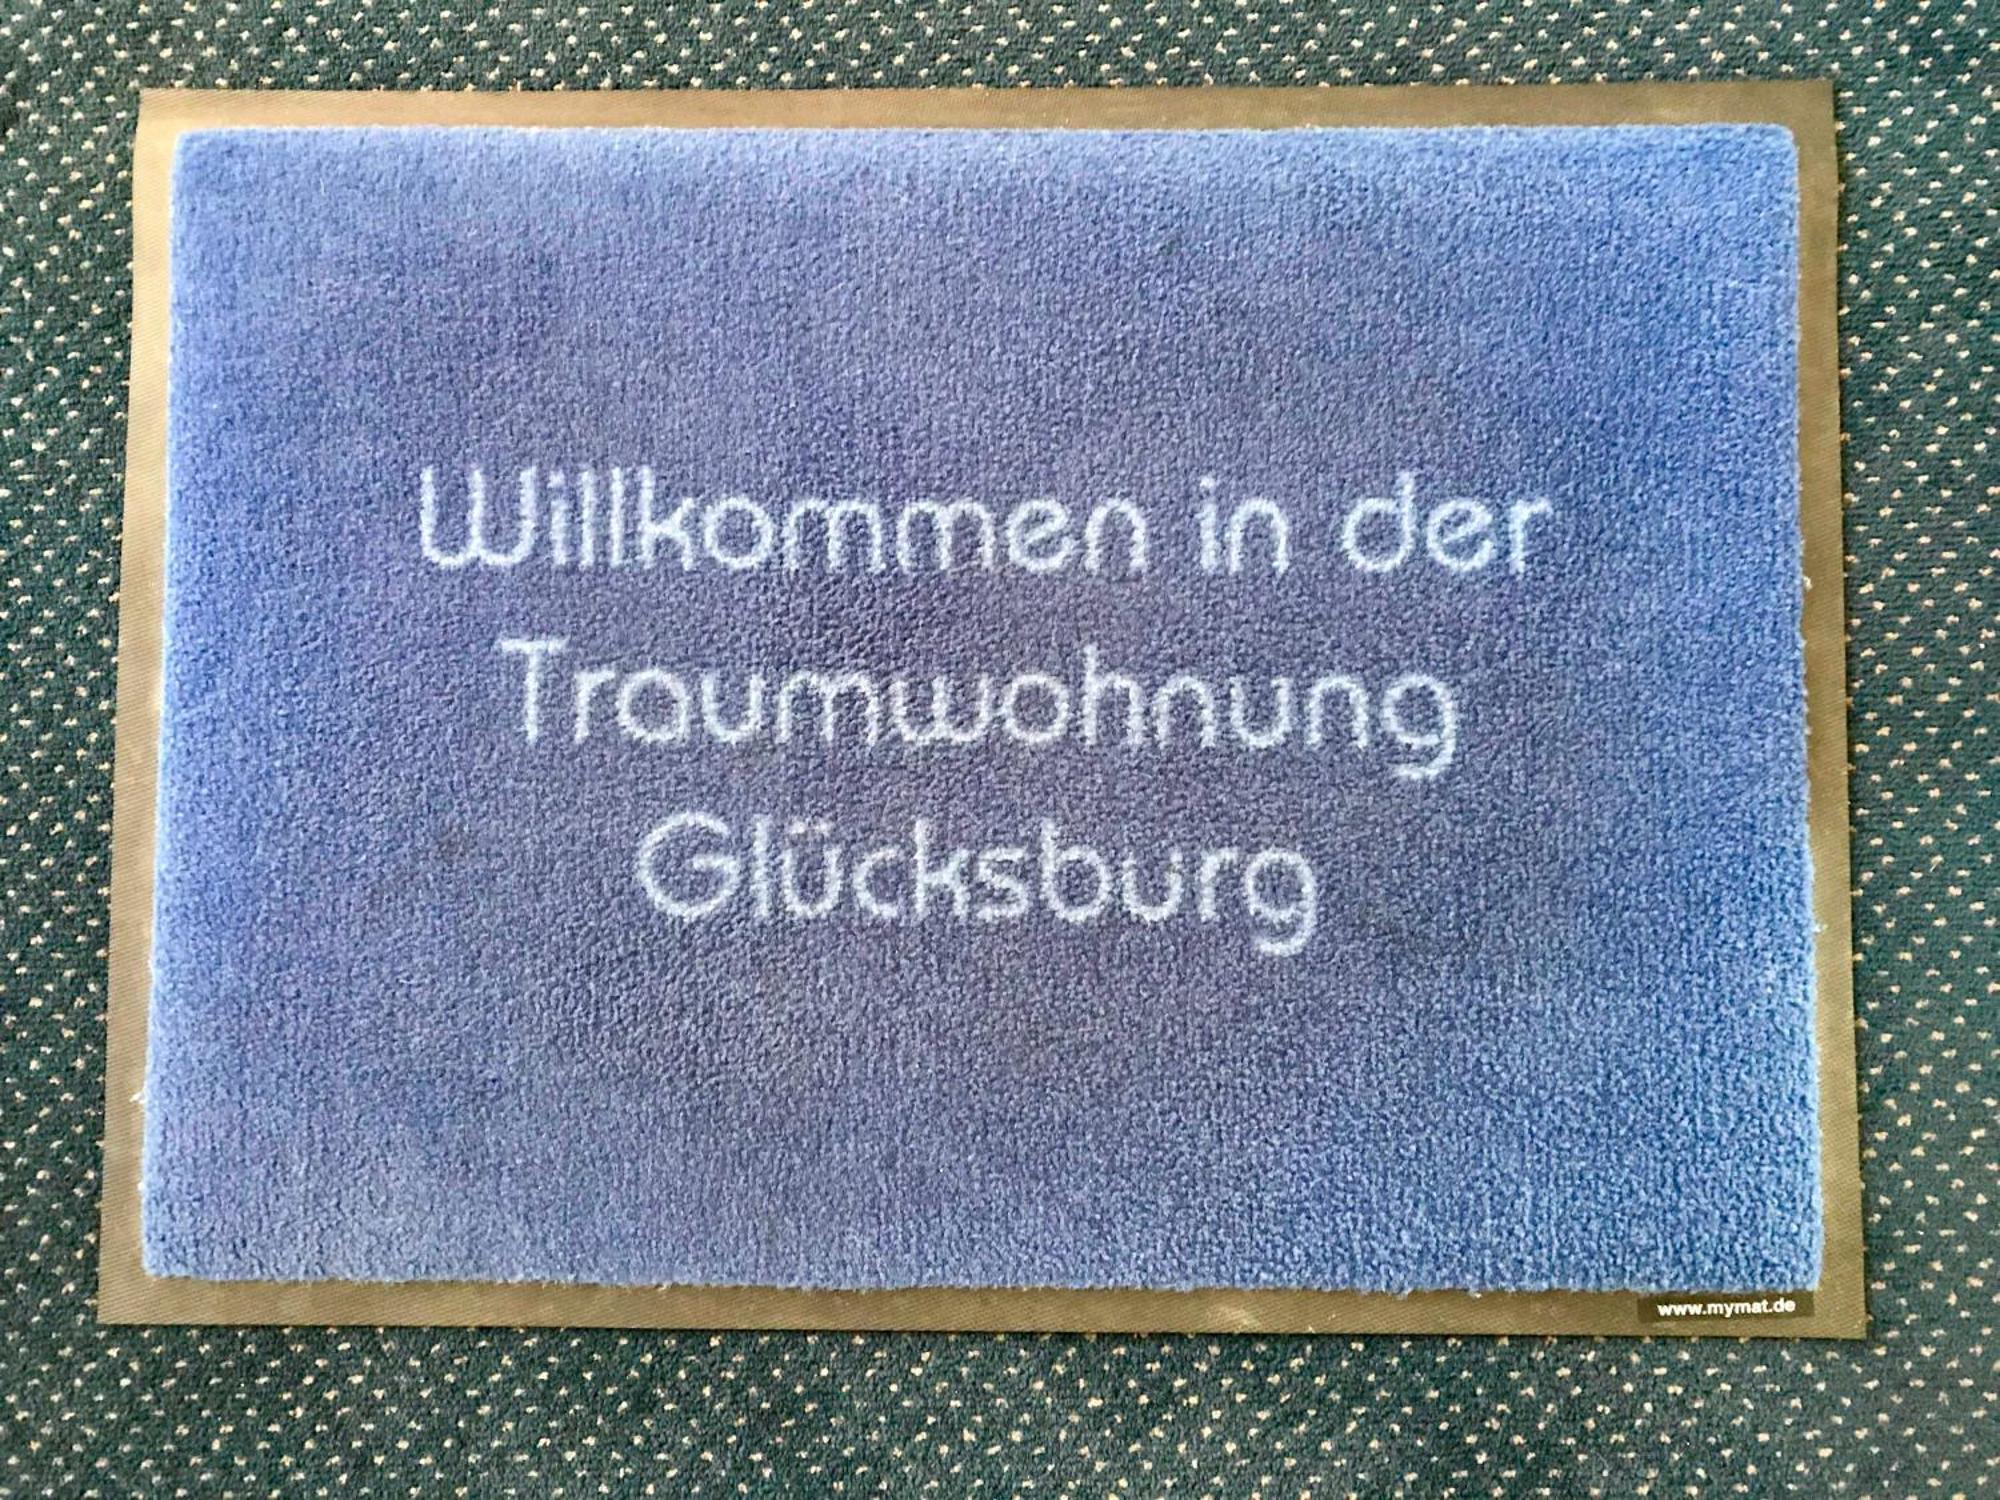 Willkommen in der
Traumwohnung
Glücksburg
www.mymat.de